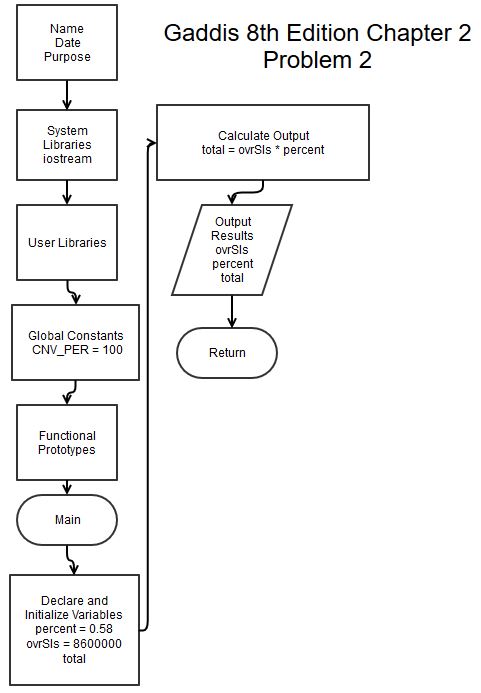 Gaddis 8th Edition Chapter 2
Problem 2
Name
Date
Purpose
System
Libraries
iostream
User Libraries
Global Constants
CNV_PER = 100
Functional
Prototypes
Main
Declare and
Initialize Variables
percent = 0.58
ovrSls = 8600000
total
Calculate Output
total = ovrSls * percent
Output
Results
ovrSls
percent
total
Return